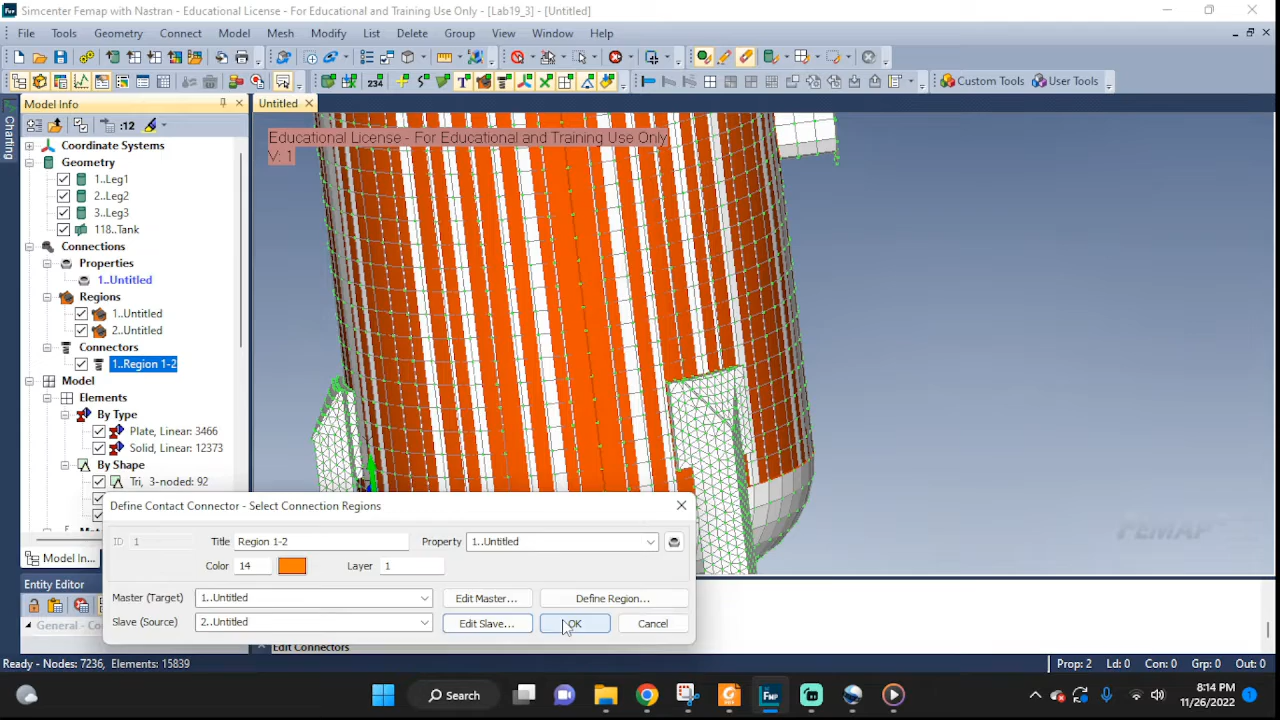 Simcenter Femap with Nastran - Educational License - For Educational and Training Use Only - [Lab19_3] - [Untitled]
File Tools Geometry Connect Model Mesh Modify List Delete Group View Window Help
234 Custom Tools User Tools
Model Info
Untitled
:12
Charting
Educational License - For Educational and Training Use Only
V: 1
Coordinate Systems
Geometry
1..Leg1
2..Leg2
3..Leg3
118..Tank
Connections
Properties
1..Untitled
Regions
1..Untitled
2..Untitled
Connectors
1..Region 1-2
Model
Elements
By Type
Plate, Linear: 3466
Solid, Linear: 12373
By Shape
Tri, 3-noded: 92
Model In...
Entity Editor
General - Co
Define Contact Connector - Select Connection Regions
ID 1 Title Region 1-2 Property 1..Untitled
Color 14 Layer 1
Master (Target) 1..Untitled Edit Master... Define Region...
Slave (Source) 2..Untitled Edit Slave... OK Cancel
Edit Connectors
FEMAP
Ready - Nodes: 7236, Elements: 15839 Prop: 2 Ld: 0 Con: 0 Grp: 0 Out: 0
Search
8:14 PM
11/26/2022